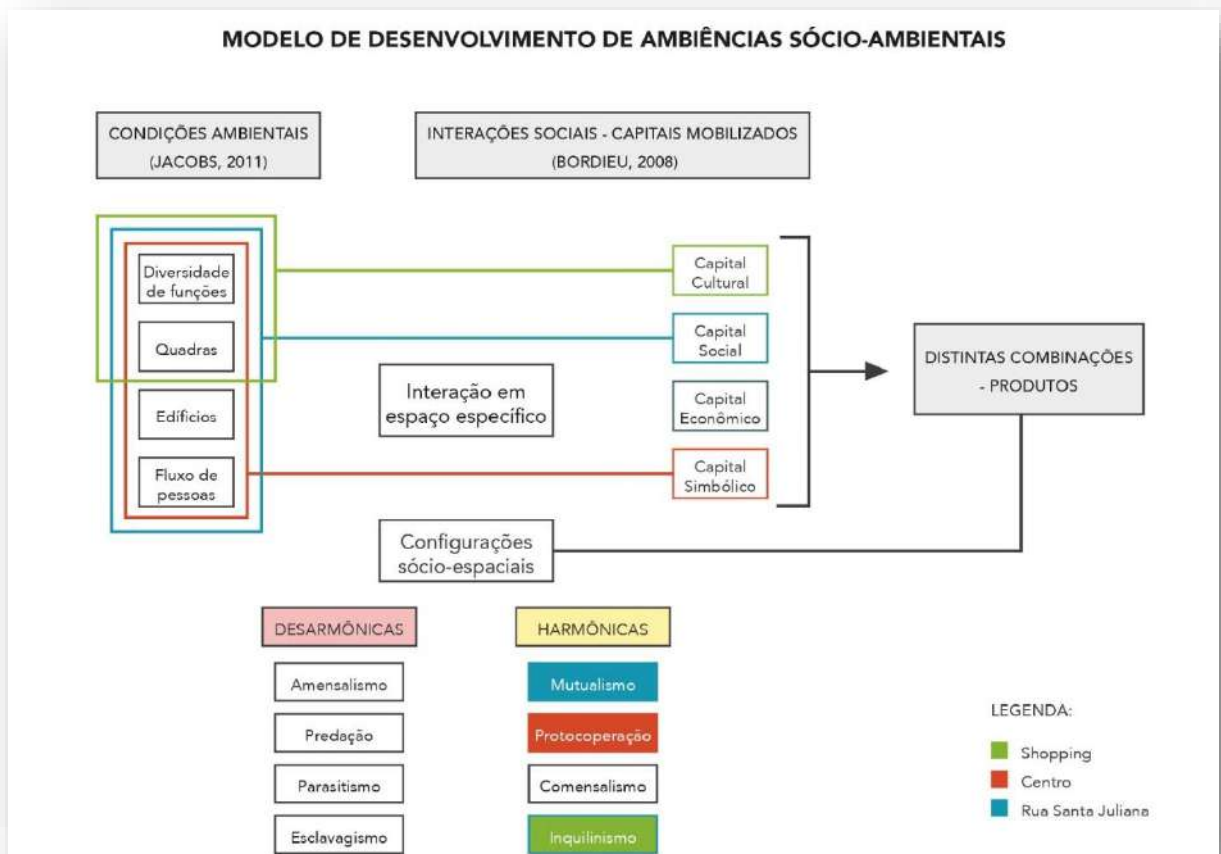 MODELO DE DESENVOLVIMENTO DE AMBIÊNCIAS SÓCIO-AMBIENTAIS
CONDIÇÕES AMBIENTAIS
(JACOBS, 2011)
INTERAÇÕES SOCIAIS - CAPITAIS MOBILIZADOS
(BORDIEU, 2008)
Diversidade
de funções
Quadras
Edíficios
Fluxo de
pessoas
Interação em
espaço específico
Capital
Cultural
Capital
Social
Capital
Econômico
Capital
Simbólico
DISTINTAS COMBINAÇÕES
- PRODUTOS
Configurações
sócio-espaciais
DESARMÔNICAS
Amensalismo
Predação
Parasitismo
Esclavagismo
HARMÔNICAS
Mutualismo
Protocoperação
Comensalismo
Inquilinismo
LEGENDA:
Shopping
Centro
Rua Santa Juliana